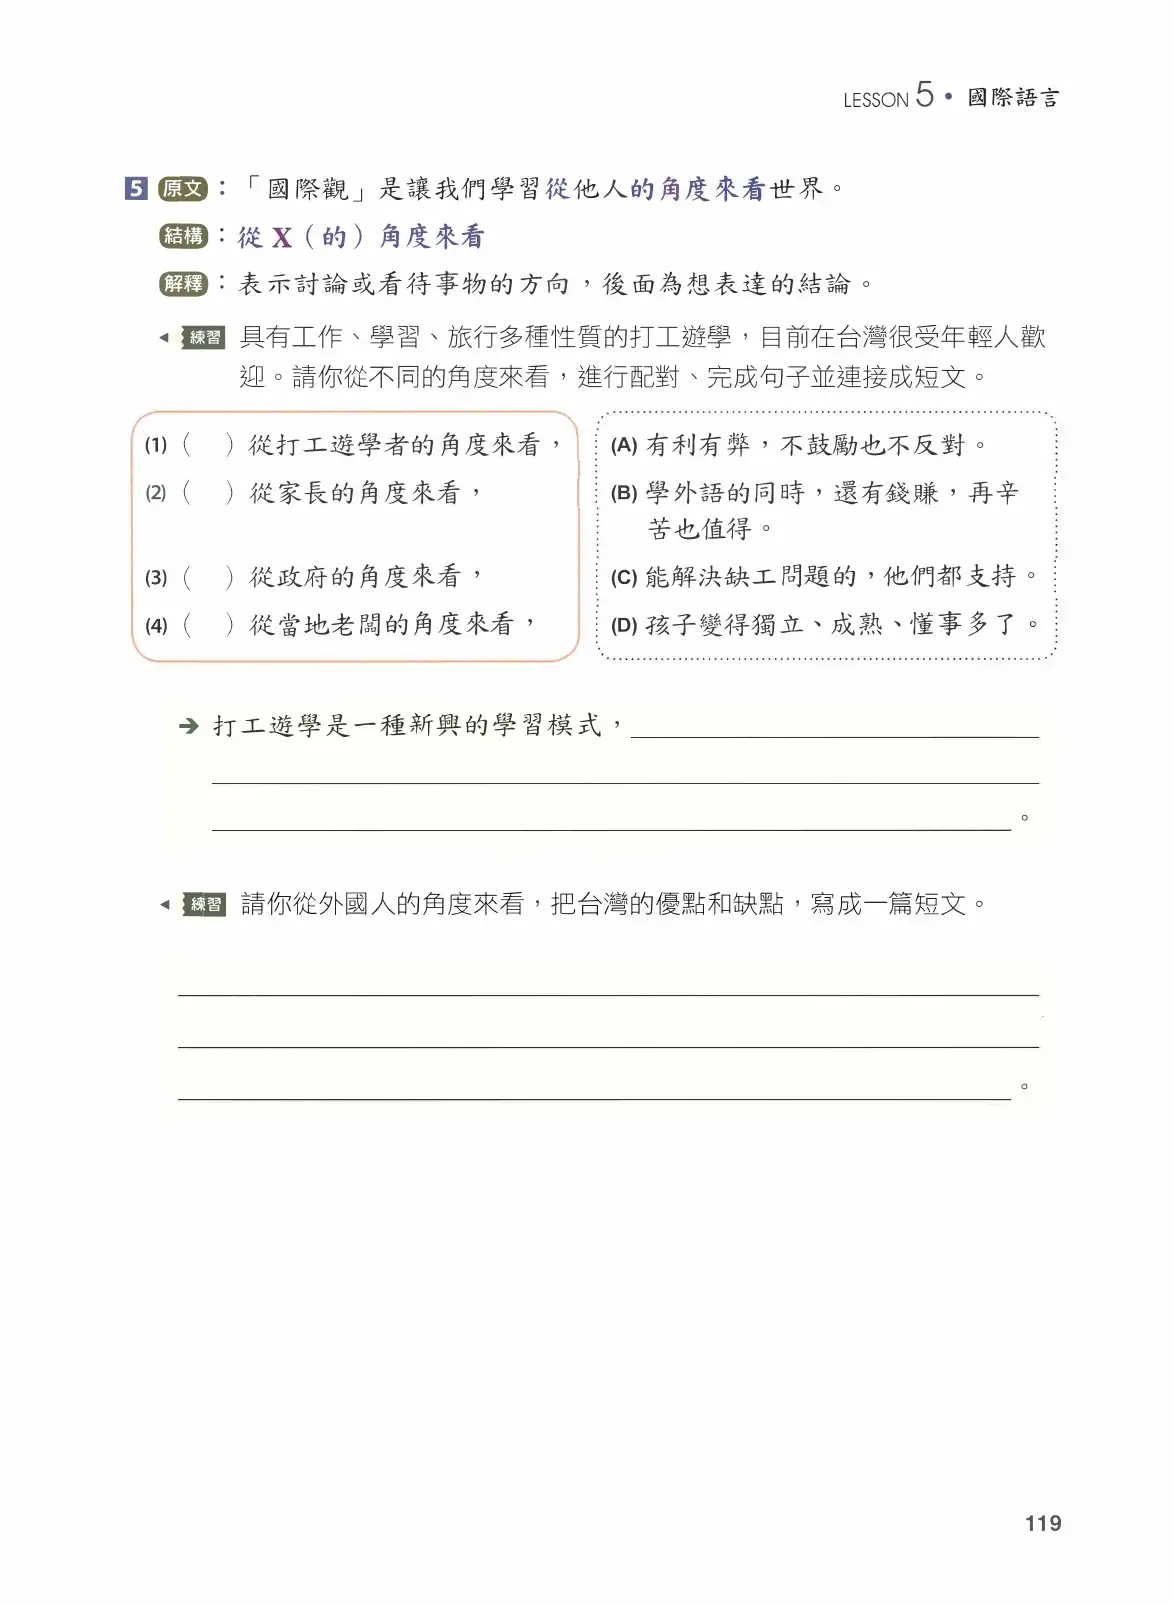 LESSON 5 • 國際語言
5 原文：「國際觀」是讓我們學習從他人的角度來看世界。
結構：從 X（的）角度來看
解釋：表示討論或看待事物的方向，後面為想表達的結論。
練習 具有工作、學習、旅行多種性質的打工遊學，目前在台灣很受年輕人歡
迎。請你從不同的角度來看，進行配對、完成句子並連接成短文。
(1)（　）從打工遊學者的角度來看，
(2)（　）從家長的角度來看，
(3)（　）從政府的角度來看，
(4)（　）從當地老闆的角度來看，
(A) 有利有弊，不鼓勵也不反對。
(B) 學外語的同時，還有錢賺，再辛
苦也值得。
(C) 能解決缺工問題的，他們都支持。
(D) 孩子變得獨立、成熟、懂事多了。
➔ 打工遊學是一種新興的學習模式，
。
練習 請你從外國人的角度來看，把台灣的優點和缺點，寫成一篇短文。
。
119